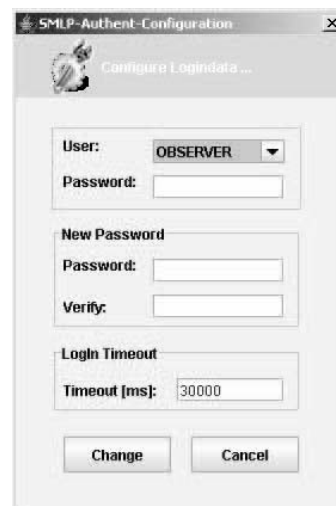 SMLP-Authent-Configuration
Configure Logindata ...
User: OBSERVER
Password:
New Password
Password:
Verify:
LogIn Timeout
Timeout [ms]: 30000
Change Cancel